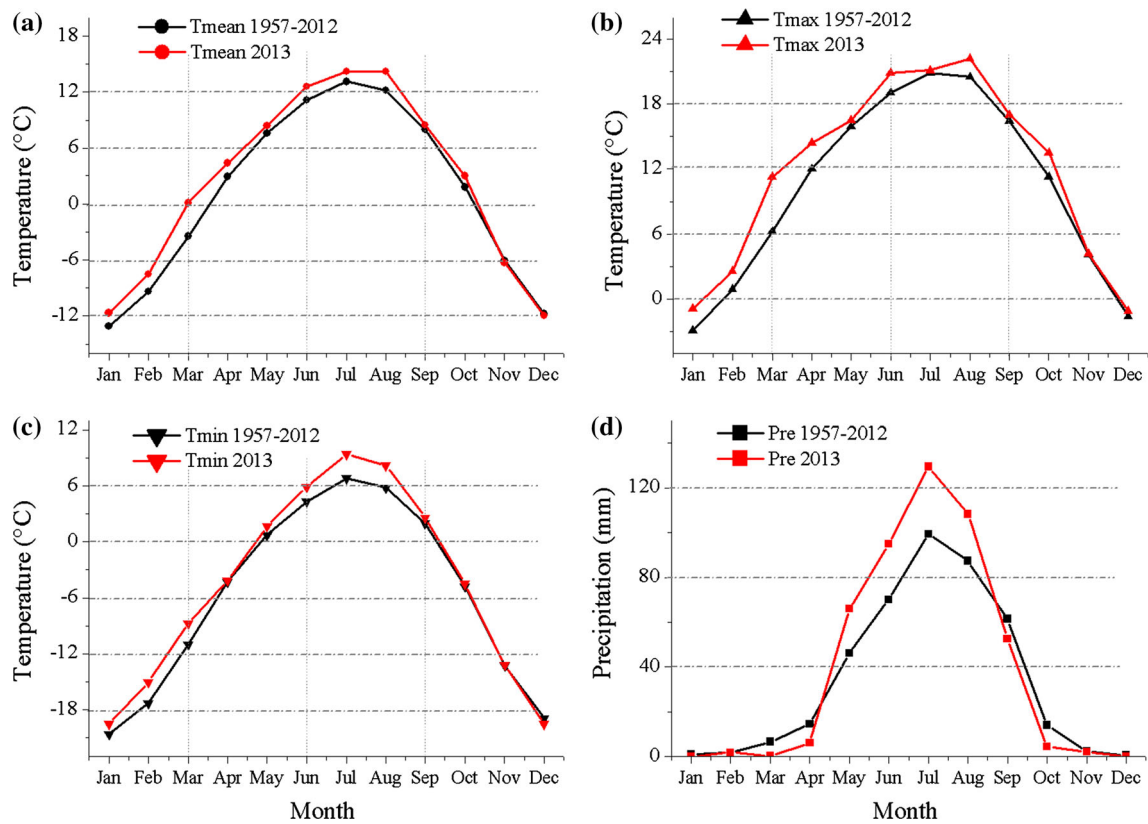 (a)
Tmean 1957-2012
Tmean 2013
Temperature (°C)
18
12
6
0
-6
-12
Jan Feb Mar Apr May Jun Jul Aug Sep Oct Nov Dec
(b)
Tmax 1957-2012
Tmax 2013
Temperature (°C)
24
18
12
6
0
Jan Feb Mar Apr May Jun Jul Aug Sep Oct Nov Dec
(c)
Tmin 1957-2012
Tmin 2013
Temperature (°C)
12
6
0
-6
-12
-18
Jan Feb Mar Apr May Jun Jul Aug Sep Oct Nov Dec
Month
(d)
Pre 1957-2012
Pre 2013
Precipitation (mm)
120
80
40
0
Jan Feb Mar Apr May Jun Jul Aug Sep Oct Nov Dec
Month